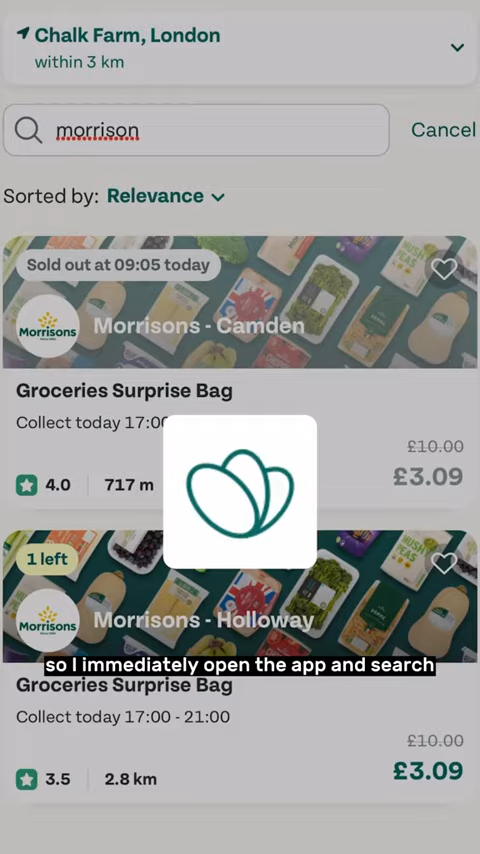 Chalk Farm, London
within 3 km
morrison
Cancel
Sorted by: Relevance
Sold out at 09:05 today
Morrisons
Morrisons - Camden
Groceries Surprise Bag
Collect today 17:00
£10.00
£3.09
4.0
717 m
1 left
Morrisons
Morrisons - Holloway
so I immediately open the app and search
Groceries Surprise Bag
Collect today 17:00 - 21:00
£10.00
£3.09
3.5
2.8 km